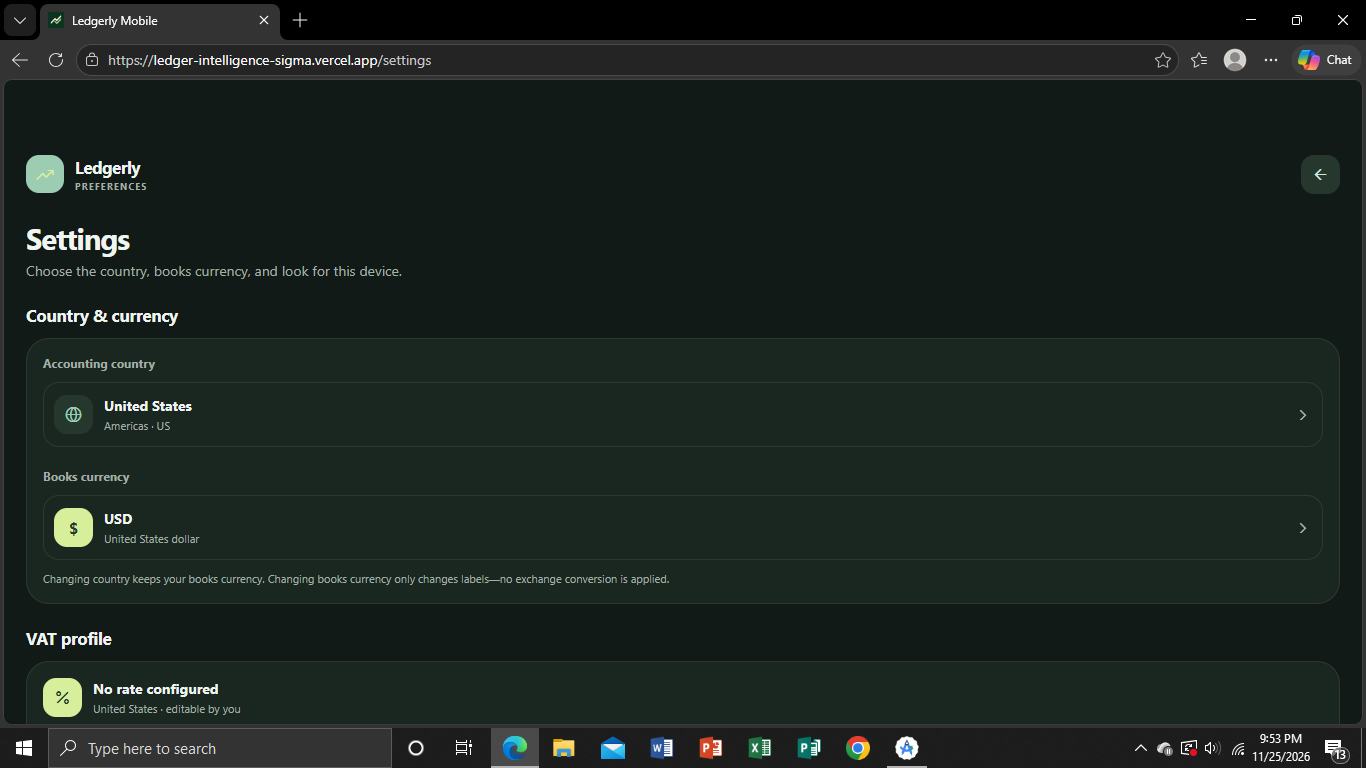 Ledgerly Mobile
https://ledger-intelligence-sigma.vercel.app/settings
Chat
Ledgerly
PREFERENCES
Settings
Choose the country, books currency, and look for this device.
Country & currency
Accounting country
United States
Americas · US
Books currency
$
USD
United States dollar
Changing country keeps your books currency. Changing books currency only changes labels—no exchange conversion is applied.
VAT profile
%
No rate configured
United States · editable by you
Type here to search
9:53 PM
11/25/2026
13